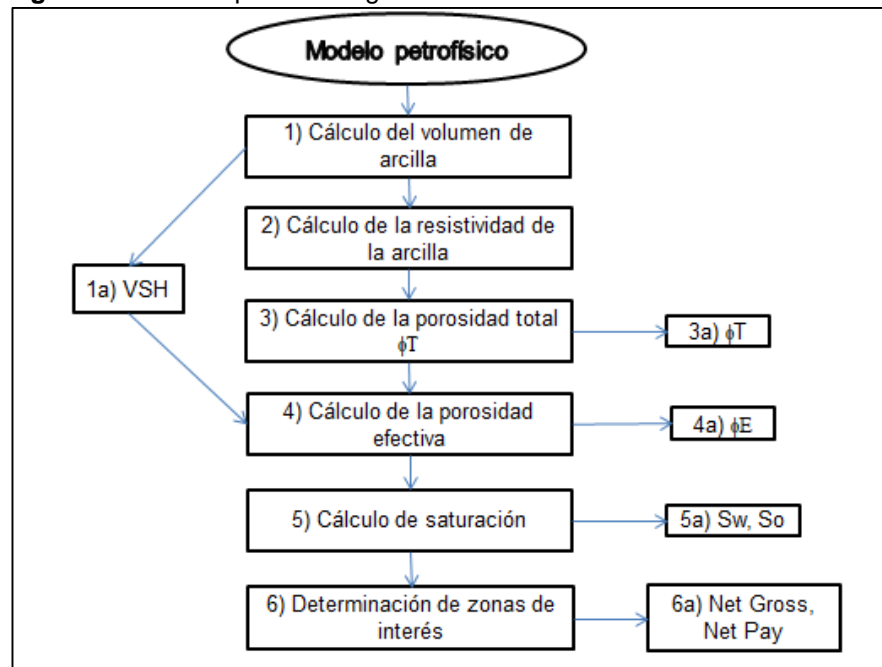 Modelo petrofísico
1) Cálculo del volumen de
arcilla
2) Cálculo de la resistividad de
la arcilla
1a) VSH
3) Cálculo de la porosidad total
ϕT
3a) ϕT
4) Cálculo de la porosidad
efectiva
4a) ϕE
5) Cálculo de saturación
5a) Sw, So
6) Determinación de zonas de
interés
6a) Net Gross,
Net Pay